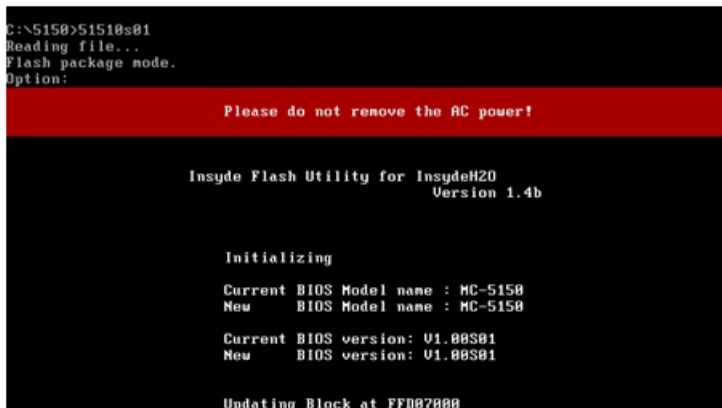 C:\5150>51510s01
Reading file...
Flash package mode.
Option:
Please do not remove the AC power!
Insyde Flash Utility for InsydeH2O
Version 1.4b
Initializing
Current BIOS Model name : MC-5150
New BIOS Model name : MC-5150
Current BIOS version: V1.00S01
New BIOS version: V1.00S01
Updating Block at FFD07000